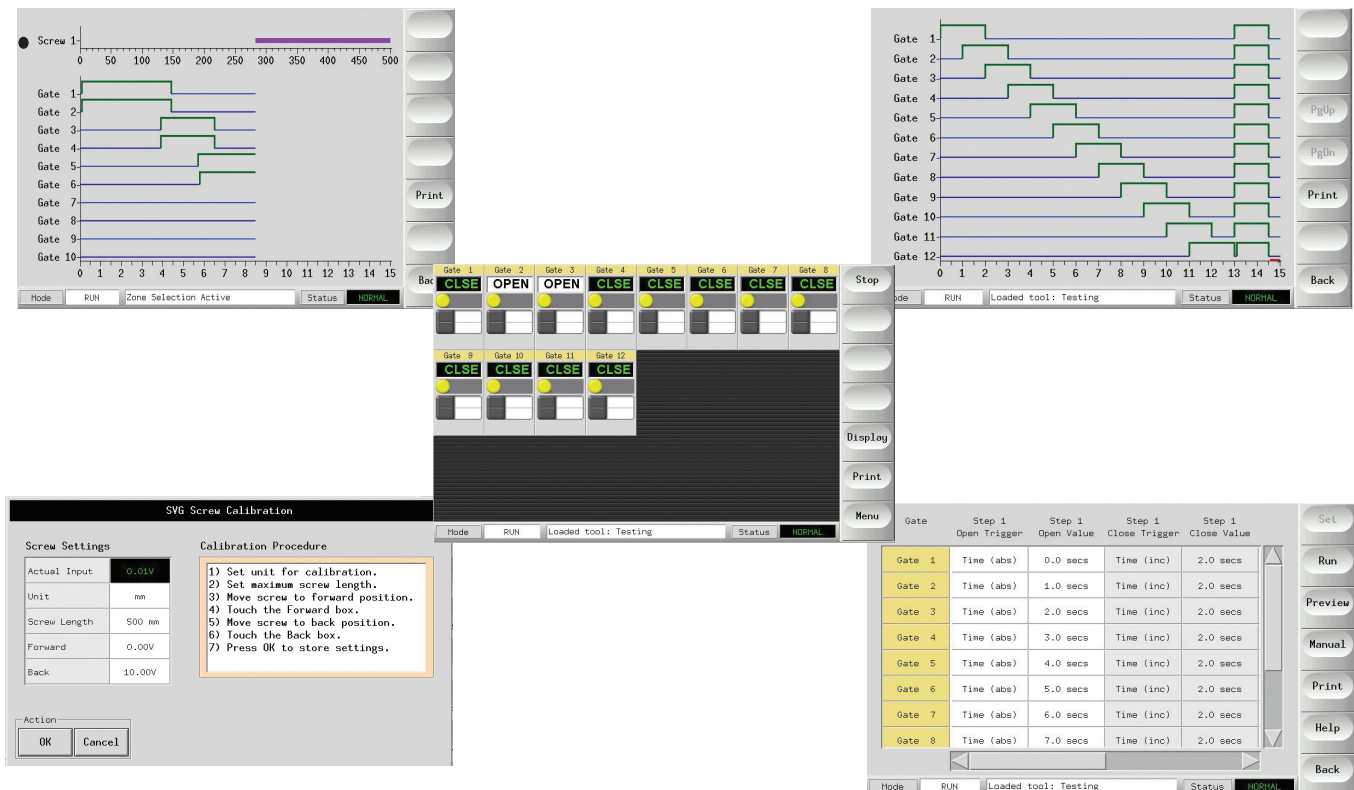 Screw 1
0 50 100 150 200 250 300 350 400 450 500
Gate 1
Gate 2
Gate 3
Gate 4
Gate 5
Gate 6
Gate 7
Gate 8
Gate 9
Gate 10
0 1 2 3 4 5 6 7 8 9 10 11 12 13 14 15
Print
Bac
Mode RUN Zone Selection Active Status NORMAL
Gate 1
Gate 2
Gate 3
Gate 4
Gate 5
Gate 6
Gate 7
Gate 8
Gate 9
Gate 10
Gate 11
Gate 12
0 1 2 3 4 5 6 7 8 9 10 11 12 13 14 15
PgUp
PgDn
Print
Back
de RUN Loaded tool: Testing Status NORMAL
Gate 1 Gate 2 Gate 3 Gate 4 Gate 5 Gate 6 Gate 7 Gate 8
CLSE OPEN OPEN CLSE CLSE CLSE CLSE CLSE
Gate 9 Gate 10 Gate 11 Gate 12
CLSE CLSE CLSE CLSE
Stop
Display
Print
Menu
Mode RUN Loaded tool: Testing Status NORMAL
SVG Screw Calibration
Screw Settings
Actual Input 0.01V
Unit mm
Screw Length 500 mm
Forward 0.00V
Back 10.00V
Calibration Procedure
1) Set unit for calibration.
2) Set maximum screw length.
3) Move screw to forward position.
4) Touch the Forward box.
5) Move screw to back position.
6) Touch the Back box.
7) Press OK to store settings.
Action
OK Cancel
Gate Step 1 Step 1 Step 1 Step 1
Open Trigger Open Value Close Trigger Close Value
Gate 1 Time (abs) 0.0 secs Time (inc) 2.0 secs
Gate 2 Time (abs) 1.0 secs Time (inc) 2.0 secs
Gate 3 Time (abs) 2.0 secs Time (inc) 2.0 secs
Gate 4 Time (abs) 3.0 secs Time (inc) 2.0 secs
Gate 5 Time (abs) 4.0 secs Time (inc) 2.0 secs
Gate 6 Time (abs) 5.0 secs Time (inc) 2.0 secs
Gate 7 Time (abs) 6.0 secs Time (inc) 2.0 secs
Gate 8 Time (abs) 7.0 secs Time (inc) 2.0 secs
Set
Run
Preview
Manual
Print
Help
Back
Mode RUN Loaded tool: Testing Status NORMAL